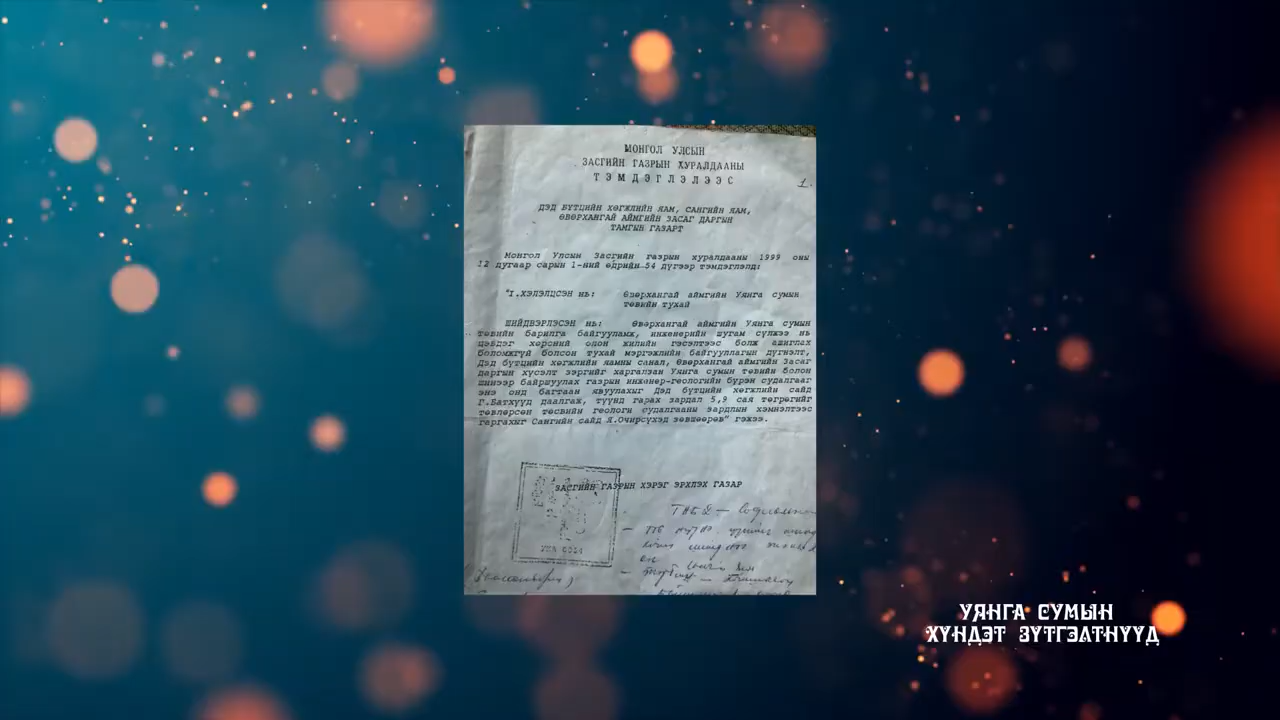 МОНГОЛ УЛСЫН
ЗАСГИЙН ГАЗРЫН ХУРАЛДААНЫ
ТЭМДЭГЛЭЛЭЭС
1.
ДЭД БҮТЦИЙН ХӨГЖЛИЙН ЯАМ, САНГИЙН ЯАМ,
ӨВӨРХАНГАЙ АЙМГИЙН ЗАСАГ ДАРГЫН
ТАМГЫН ГАЗАРТ
Монгол Улсын Засгийн газрын хуралдааны 1999 оны
12 дугаар сарын 1-ний өдрийн 54 дүгээр тэмдэглэлд:
"I.ХЭЛЭЛЦСЭН НЬ: Өвөрхангай аймгийн Уянга сумын
төвийн тухай
ШИЙДВЭРЛЭСЭН нь: Өвөрхангай аймгийн Уянга сумын
төвийн барилга байгууламж, инженерийн шугам сүлжээ нь
цэвдэг хөрсний олон жилийн гэсэлтээс болж ашиглах
боломжгүй болсон тухай мэргэжлийн байгууллагын дүгнэлт,
Дэд бүтцийн хөгжлийн яамны санал, Өвөрхангай аймгийн Засаг
даргын хүсэлт зэргийг харгалзан Уянга сумын төвийн болон
шинээр байршуулах газрын инженер-геологийн бүрэн судалгааг
энэ онд багтаан явуулахыг Дэд бүтцийн хөгжлийн сайд
Г.Батхүүд даалгаж, түүнд гарах зардал 5,9 сая төгрөгийг
төвлөрсөн төсвийн геологи судалгааны зардлын хэмнэлтээс
гаргахыг Сангийн сайд Я.Очирсүхэд зөвшөөрөв" гэжээ.
ЗАСГИЙН ГАЗРЫН ХЭРЭГ ЭРХЛЭХ ГАЗАР
УЯНГА СУМЫН
ХҮНДЭТ ЗҮТГЭЛТНҮҮД